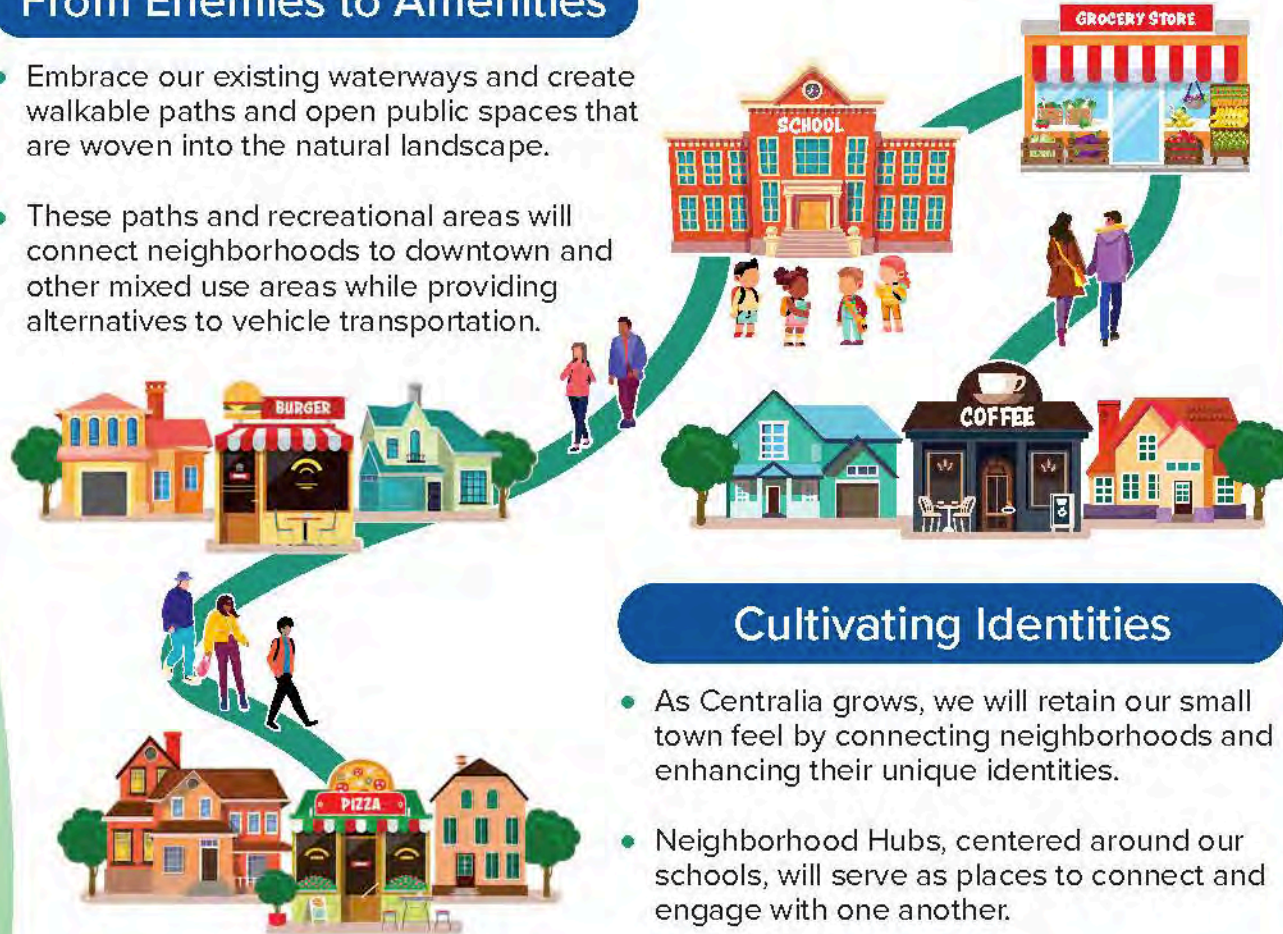 From Enemies to Amenities
• Embrace our existing waterways and create
walkable paths and open public spaces that
are woven into the natural landscape.
• These paths and recreational areas will
connect neighborhoods to downtown and
other mixed use areas while providing
alternatives to vehicle transportation.
GROCERY STORE
SCHOOL
BURGER
COFFEE
PIZZA
Cultivating Identities
• As Centralia grows, we will retain our small
town feel by connecting neighborhoods and
enhancing their unique identities.
• Neighborhood Hubs, centered around our
schools, will serve as places to connect and
engage with one another.